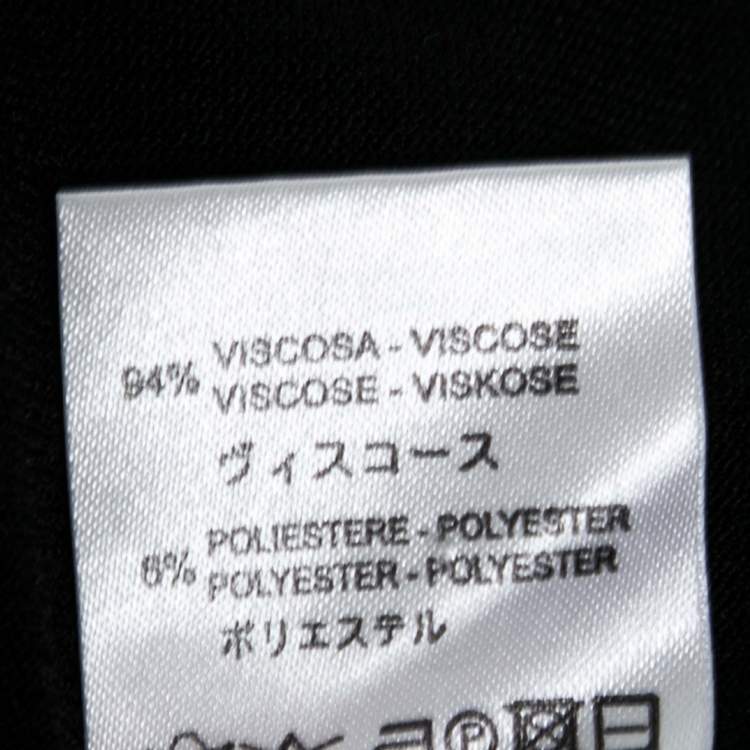 94% VISCOSA - VISCOSE
VISCOSE - VISKOSE
ヴィスコース
6% POLIESTERE - POLYESTER
POLYESTER - POLYESTER
ポリエステル
P